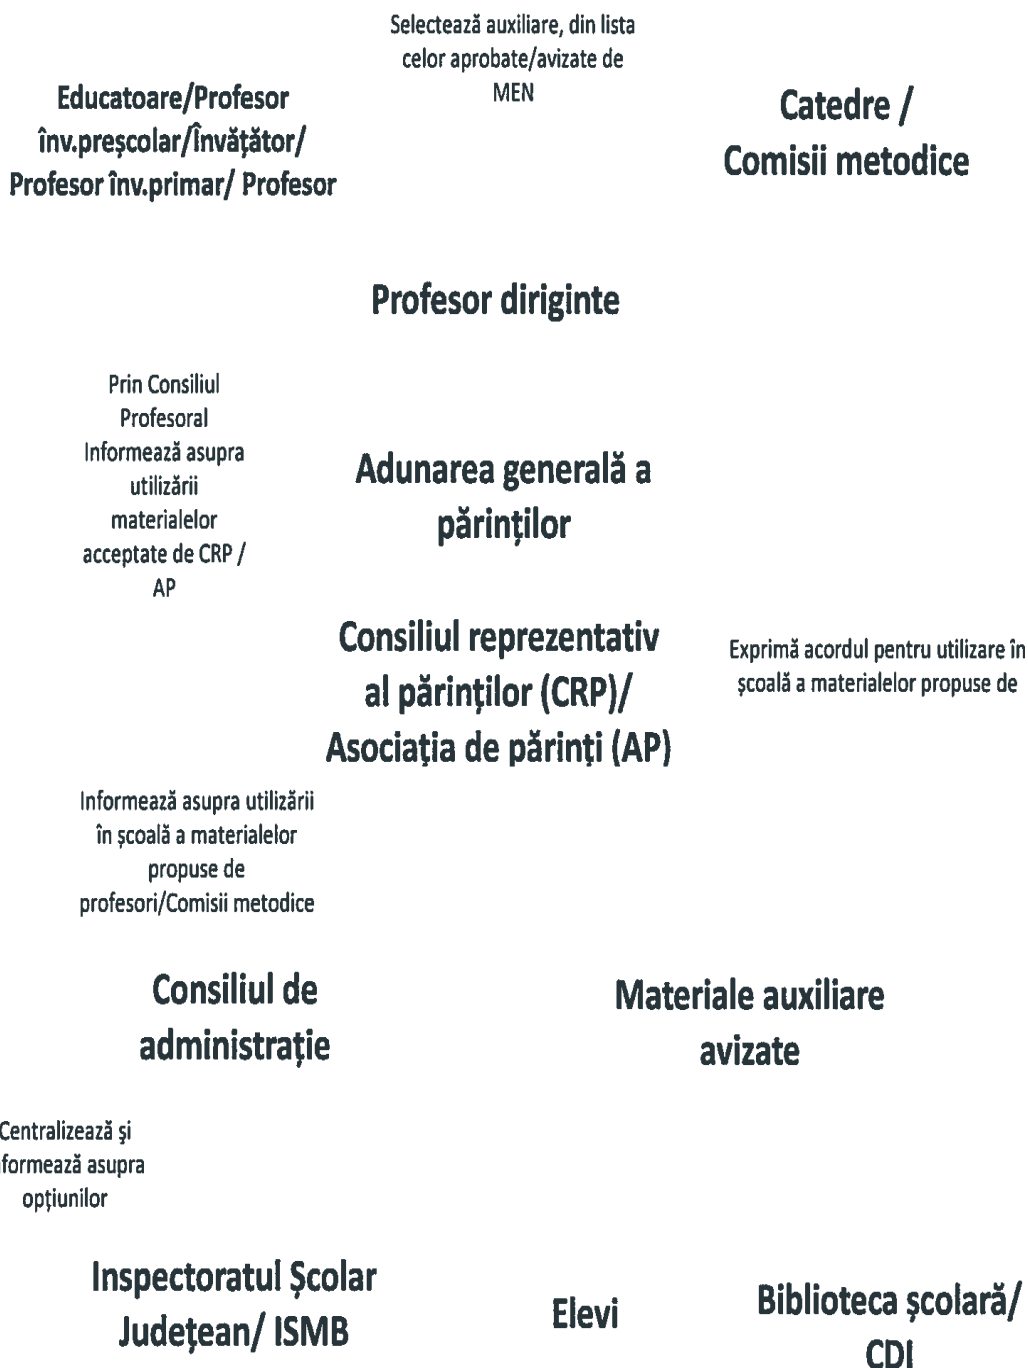 Selectează auxiliare, din lista
celor aprobate/avizate de
MEN
Educatoare/Profesor
înv.preșcolar/Învățător/
Profesor înv.primar/ Profesor
Catedre /
Comisii metodice
Profesor diriginte
Prin Consiliul
Profesoral
Informează asupra
utilizării
materialelor
acceptate de CRP /
AP
Adunarea generală a
părinților
Consiliul reprezentativ
al părinților (CRP)/
Asociația de părinți (AP)
Exprimă acordul pentru utilizare în
școală a materialelor propuse de
Informează asupra utilizării
în școală a materialelor
propuse de
profesori/Comisii metodice
Consiliul de
administrație
Materiale auxiliare
avizate
Centralizează și
formează asupra
opțiunilor
Inspectoratul Școlar
Județean/ ISMB
Elevi
Biblioteca școlară/
CDI